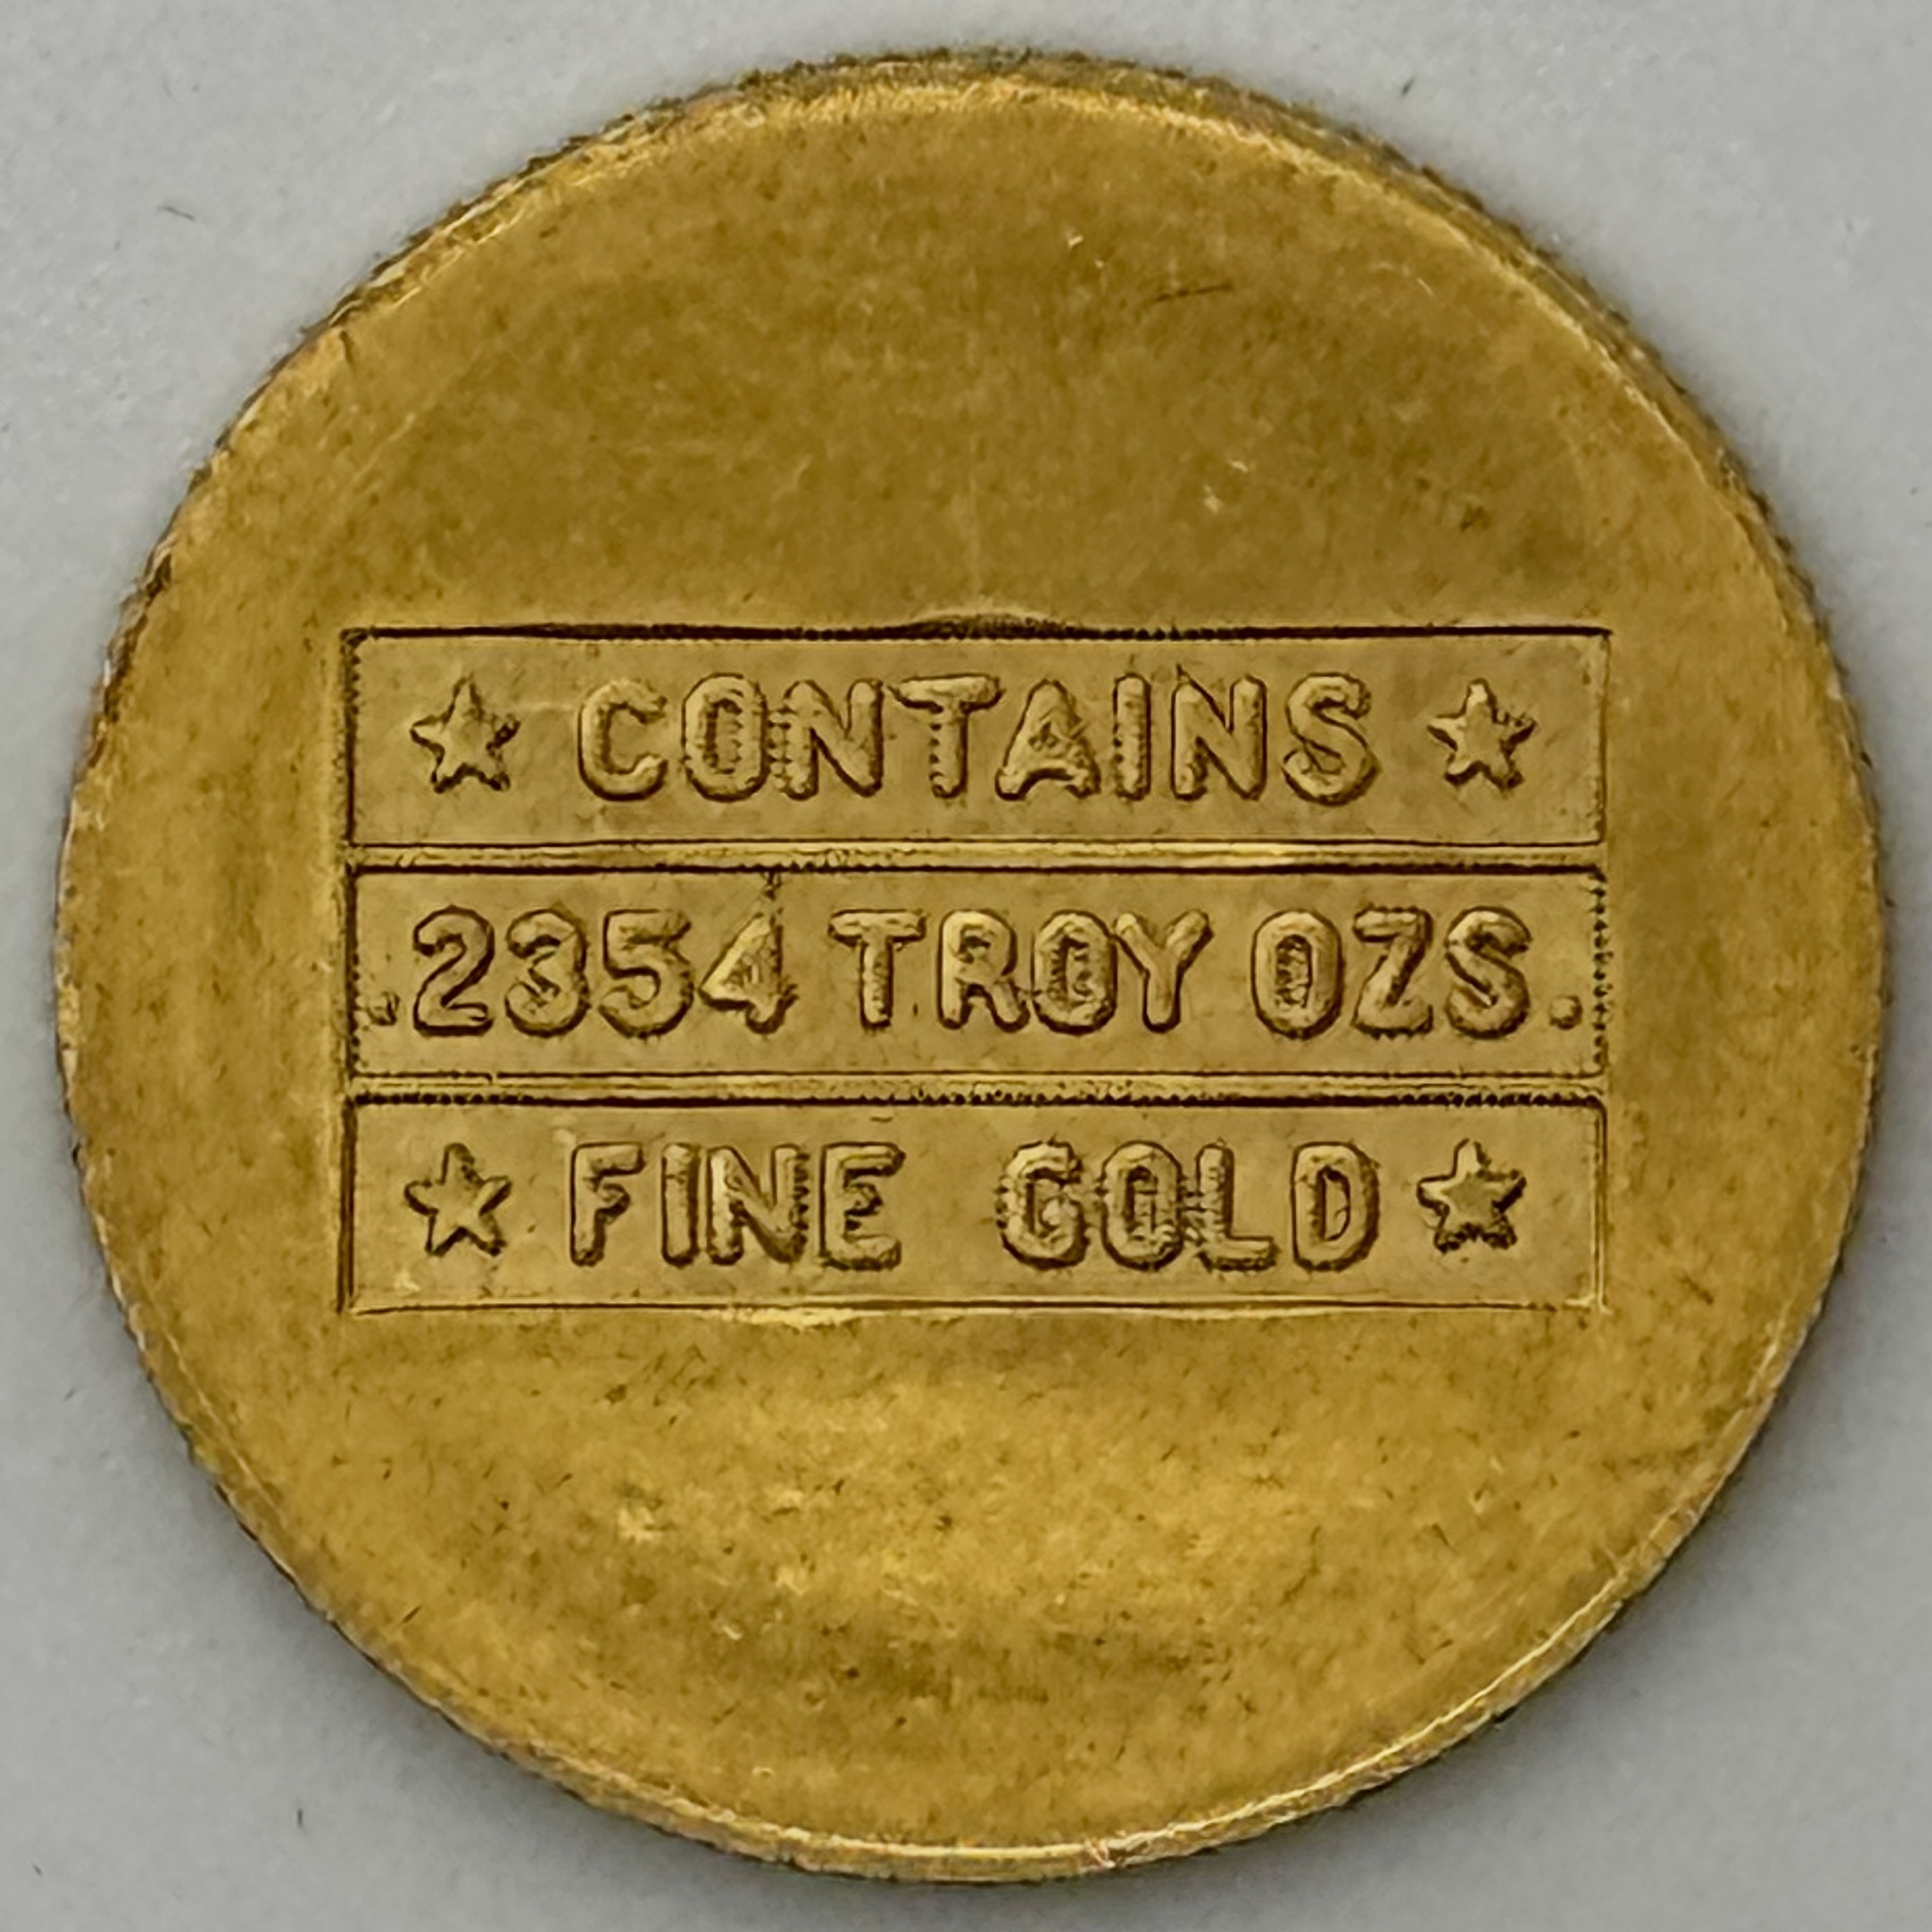 ★ CONTAINS ★
.2354 TROY OZS.
★ FINE GOLD ★